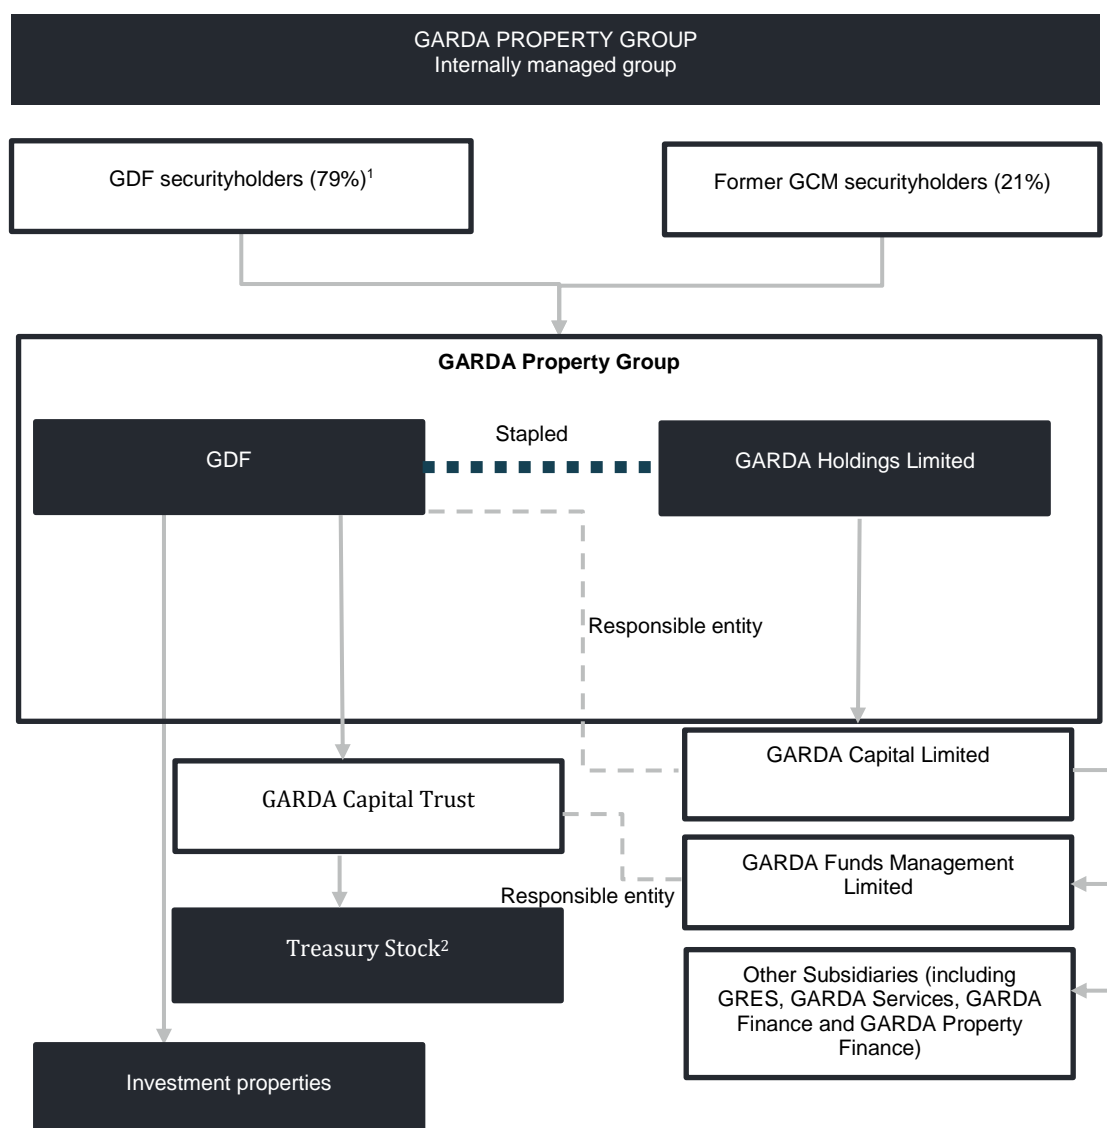 GARDA PROPERTY GROUP
Internally managed group
GDF securityholders (79%)¹
Former GCM securityholders (21%)
GARDA Property Group
Stapled
GDF
GARDA Holdings Limited
Responsible entity
GARDA Capital Limited
GARDA Capital Trust
GARDA Funds Management
Limited
Responsible entity
Treasury Stock²
Other Subsidiaries (including
GRES, GARDA Services, GARDA
Finance and GARDA Property
Finance)
Investment properties